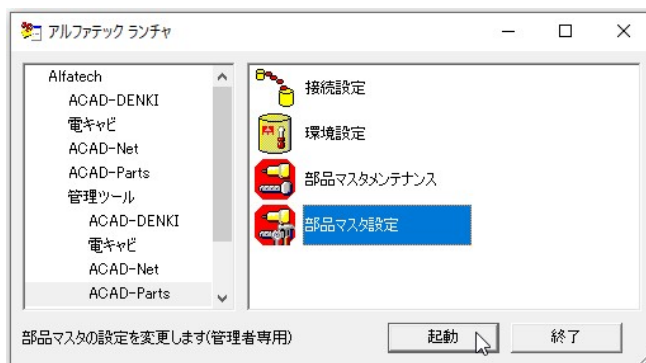 アルファテック ランチャ
Alfatech
ACAD-DENKI
電キャビ
ACAD-Net
ACAD-Parts
管理ツール
ACAD-DENKI
電キャビ
ACAD-Net
ACAD-Parts
接続設定
環境設定
部品マスタメンテナンス
部品マスタ設定
部品マスタの設定を変更します(管理者専用)
起動
終了